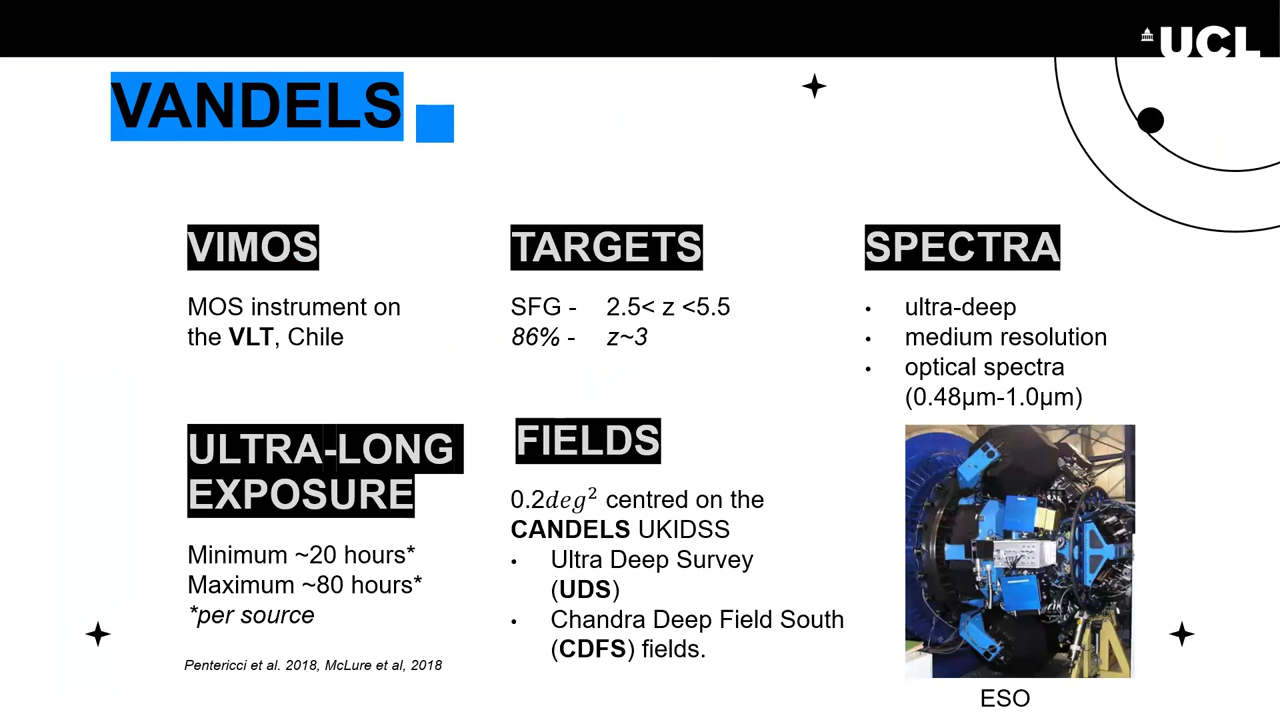 UCL
VANDELS
VIMOS
MOS instrument on
the VLT, Chile
TARGETS
SFG - 2.5< z <5.5
86% - z~3
SPECTRA
• ultra-deep
• medium resolution
• optical spectra
(0.48µm-1.0µm)
ULTRA-LONG
EXPOSURE
Minimum ~20 hours*
Maximum ~80 hours*
*per source
Pentericci et al. 2018, McLure et al, 2018
FIELDS
0.2deg² centred on the
CANDELS UKIDSS
• Ultra Deep Survey
(UDS)
• Chandra Deep Field South
(CDFS) fields.
ESO